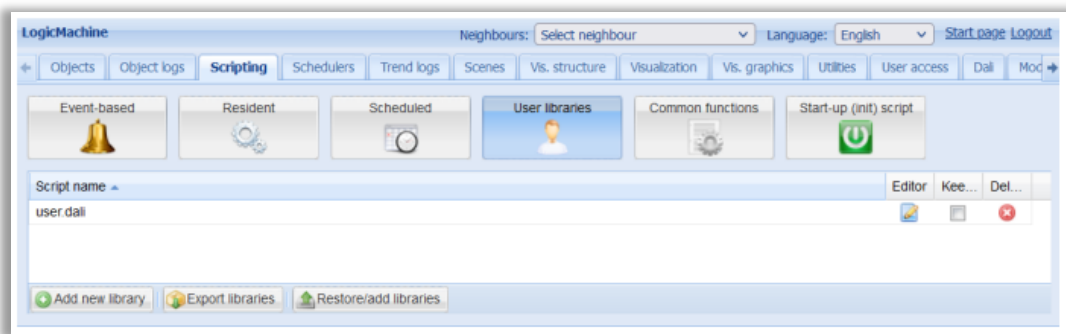 LogicMachine Neighbours: Select neighbour Language: English Start page Logout
Objects Object logs Scripting Schedulers Trend logs Scenes Vis. structure Visualization Vis. graphics Utilities User access Dali Mod
Event-based Resident Scheduled User libraries Common functions Start-up (init) script
Script name Editor Kee... Del...
user.dali
Add new library Export libraries Restore/add libraries